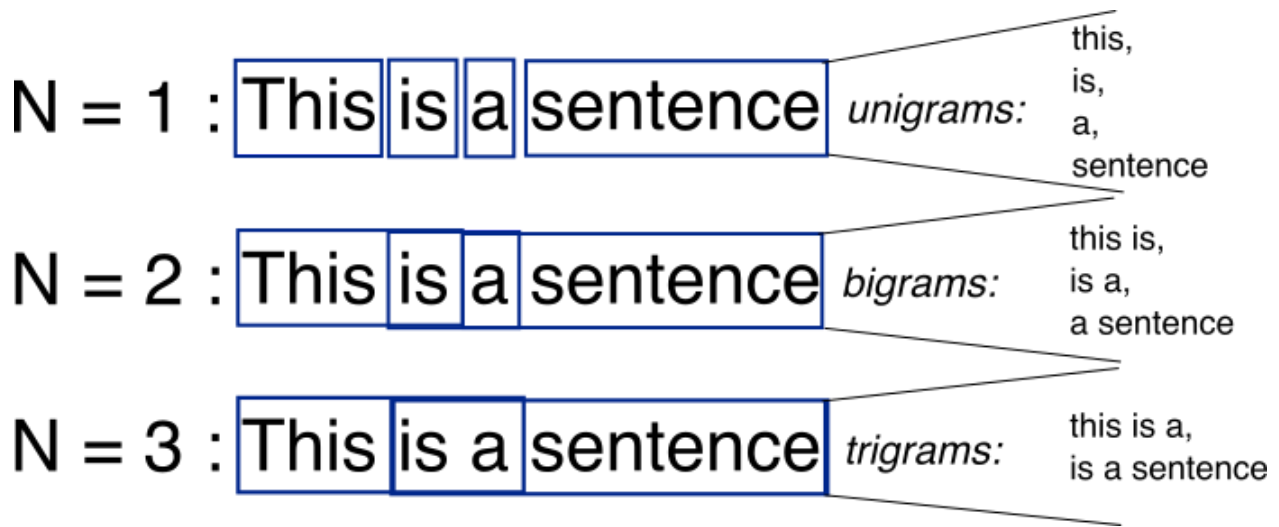 N = 1 : This is a sentence unigrams:
this,
is,
a,
sentence
N = 2 : This is a sentence bigrams:
this is,
is a,
a sentence
N = 3 : This is a sentence trigrams:
this is a,
is a sentence